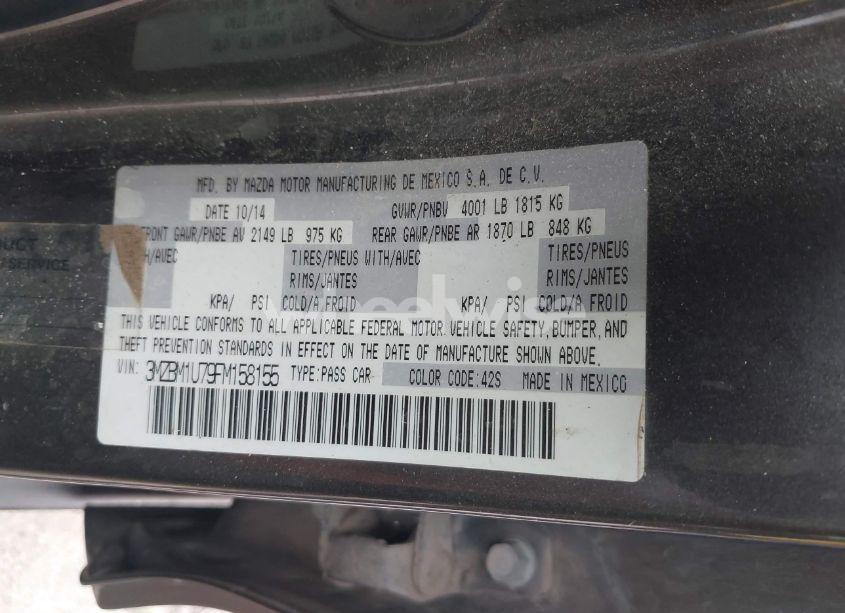 MFD. BY MAZDA MOTOR MANUFACTURING DE MEXICO S.A. DE C.V.
DATE 10/14 GVWR/PNBV 4001 LB 1815 KG
FRONT GAWR/PNBE AV 2149 LB 975 KG REAR GAWR/PNBE AR 1870 LB 848 KG
/AVEC TIRES/PNEUS WITH/AVEC TIRES/PNEUS
RIMS/JANTES RIMS/JANTES
KPA/ PSI COLD/A FROID KPA/ PSI COLD/A FROID
THIS VEHICLE CONFORMS TO ALL APPLICABLE FEDERAL MOTOR VEHICLE SAFETY, BUMPER, AND
THEFT PREVENTION STANDARDS IN EFFECT ON THE DATE OF MANUFACTURE SHOWN ABOVE.
VIN: 3MZBM1U79FM158155 TYPE:PASS CAR COLOR CODE:42S MADE IN MEXICO
SERVICE
wheelwise